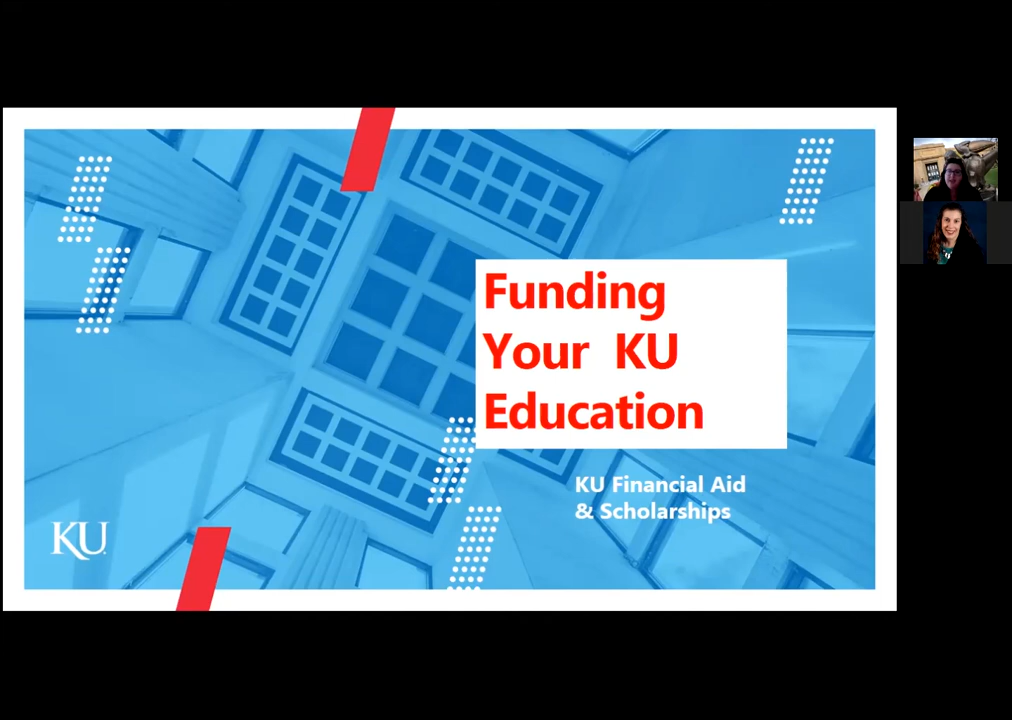 Funding
Your KU
Education
KU Financial Aid
& Scholarships
KU